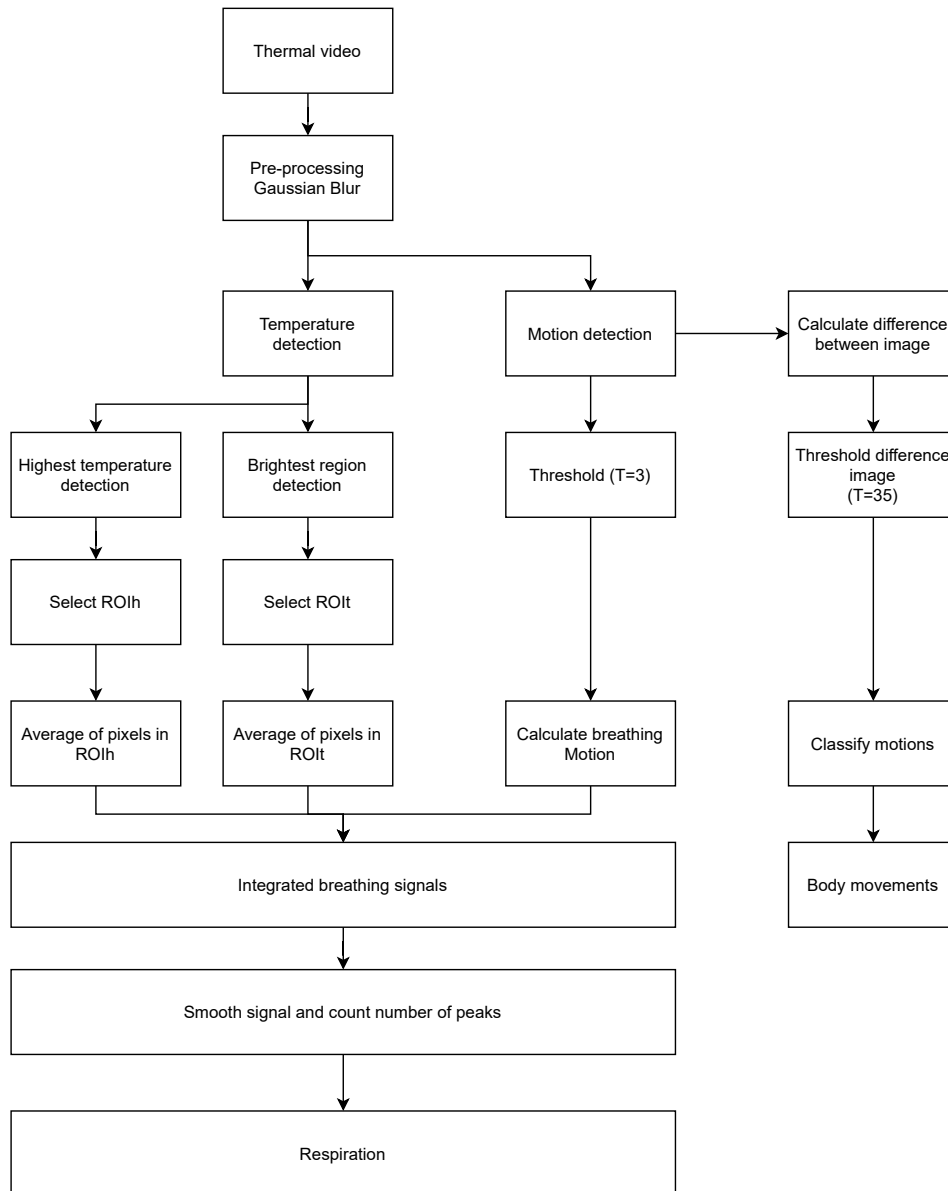 Thermal video
Pre-processing
Gaussian Blur
Temperature
detection
Motion detection
Calculate difference
between image
Highest temperature
detection
Brightest region
detection
Threshold (T=3)
Threshold difference
image
(T=35)
Select ROIh
Select ROIt
Average of pixels in
ROIh
Average of pixels in
ROIt
Calculate breathing
Motion
Classify motions
Integrated breathing signals
Body movements
Smooth signal and count number of peaks
Respiration